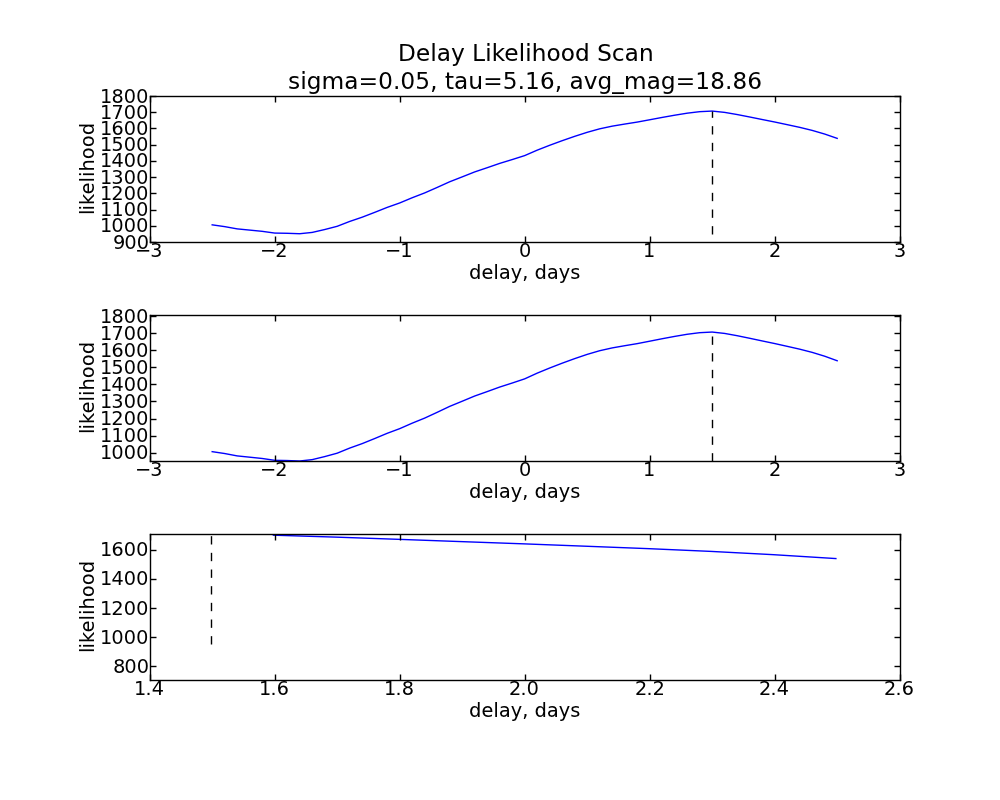 Delay Likelihood Scan
sigma=0.05, tau=5.16, avg_mag=18.86
1800
1700
1600
1500
1400
1300
1200
1100
1000
900
likelihood
−3 −2 −1 0 1 2 3
delay, days
1800
1700
1600
1500
1400
1300
1200
1100
1000
likelihood
−3 −2 −1 0 1 2 3
delay, days
1600
1400
1200
1000
800
likelihood
1.4 1.6 1.8 2.0 2.2 2.4 2.6
delay, days